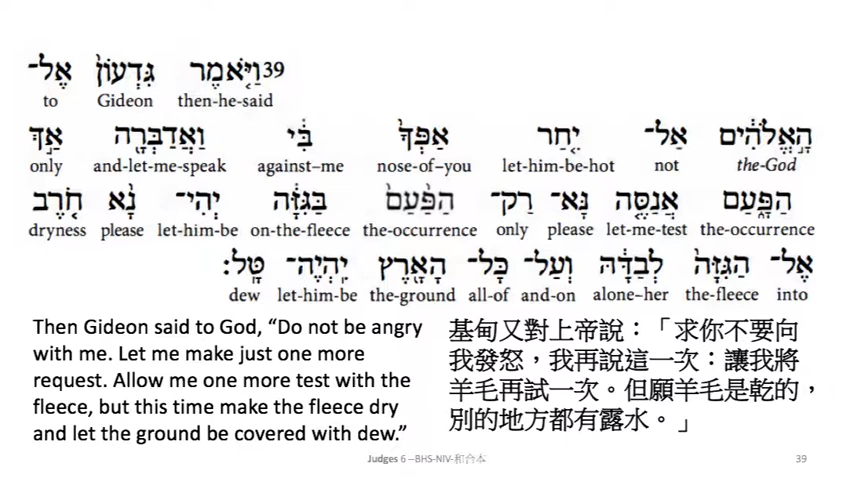 39וַיֹּ֤אמֶר גִּדְעוֹן֙ אֶל־
to Gideon then-he-said
הָ֣אֱלֹהִ֔ים אַל־ יִ֤חַר אַפְּךָ֙ בִּ֔י וַאֲדַבְּרָ֖ה אַ֣ךְ
only and-let-me-speak against–me nose-of–you let-him-be-hot not the-God
הַפָּ֑עַם אֲנַסֶּ֤ה נָּא־ רַק־ הַפַּ֙עַם֙ בַּגִּזָּ֔ה יְהִי־ נָ֨א חֹ֤רֶב
dryness please let-him-be on-the-fleece the-occurrence only please let-me-test the-occurrence
אֶל־ הַגִּזָּה֙ לְבַדָּ֔הּ וְעַל־ כָּל־ הָאָ֖רֶץ יִֽהְיֶה־ טָּֽל׃
dew let-him-be the-ground all-of and-on alone–her the-fleece into
Then Gideon said to God, “Do not be angry
with me. Let me make just one more
request. Allow me one more test with the
fleece, but this time make the fleece dry
and let the ground be covered with dew.”
基甸又對上帝說：「求你不要向
我發怒，我再說這一次：讓我將
羊毛再試一次。但願羊毛是乾的，
別的地方都有露水。」
Judges 6 --BHS-NIV-和合本
39